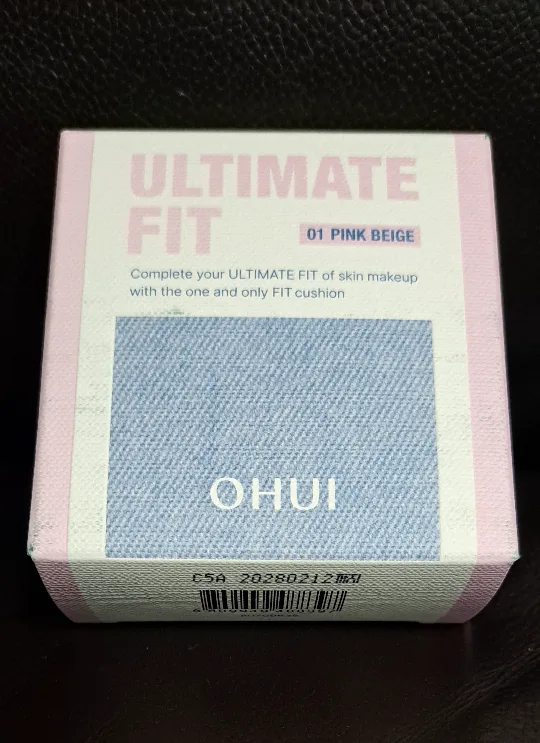 ULTIMATE
FIT
01 PINK BEIGE
Complete your ULTIMATE FIT of skin makeup
with the one and only FIT cushion
OHUI
C5A 20280212까지